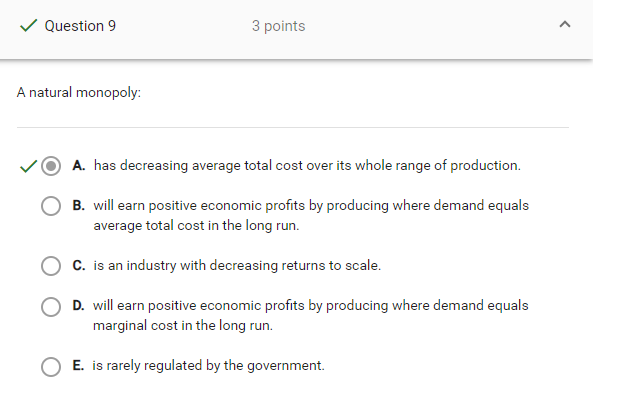 Question 9 3 points
A natural monopoly:
A. has decreasing average total cost over its whole range of production.
B. will earn positive economic profits by producing where demand equals
average total cost in the long run.
C. is an industry with decreasing returns to scale.
D. will earn positive economic profits by producing where demand equals
marginal cost in the long run.
E. is rarely regulated by the government.